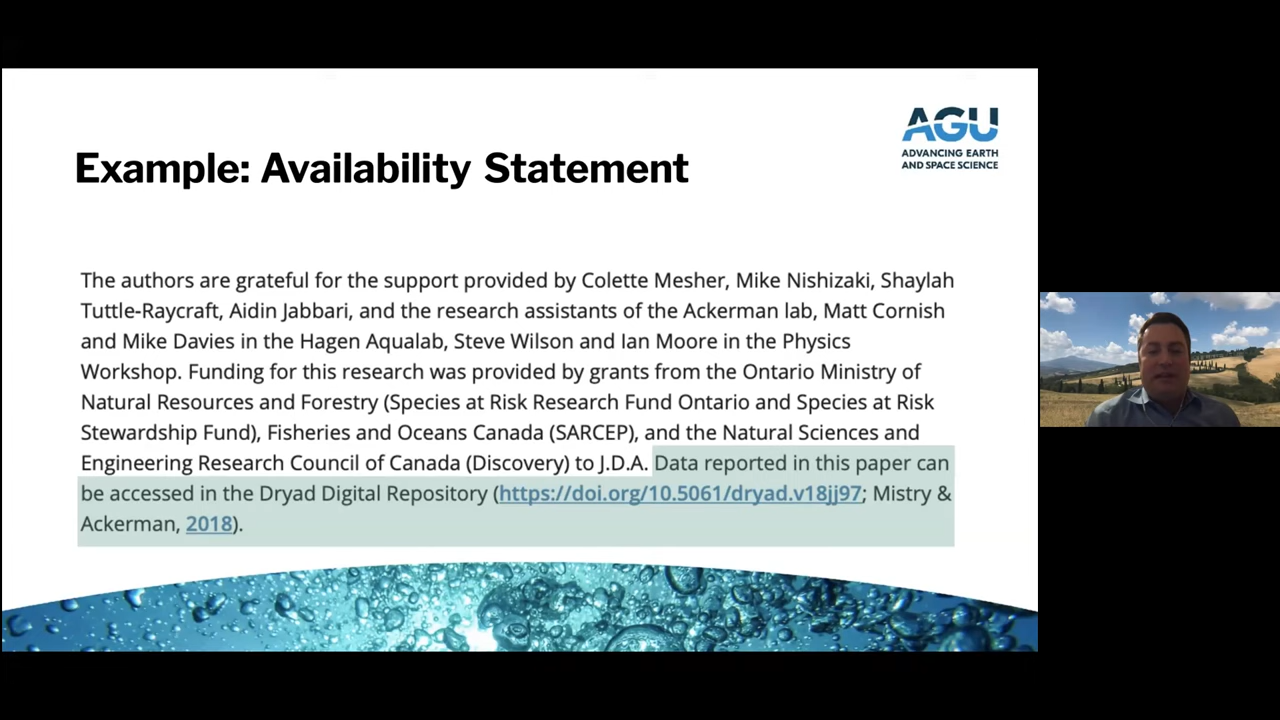 AGU
ADVANCING EARTH
AND SPACE SCIENCE
Example: Availability Statement
The authors are grateful for the support provided by Colette Mesher, Mike Nishizaki, Shaylah
Tuttle-Raycraft, Aidin Jabbari, and the research assistants of the Ackerman lab, Matt Cornish
and Mike Davies in the Hagen Aqualab, Steve Wilson and Ian Moore in the Physics
Workshop. Funding for this research was provided by grants from the Ontario Ministry of
Natural Resources and Forestry (Species at Risk Research Fund Ontario and Species at Risk
Stewardship Fund), Fisheries and Oceans Canada (SARCEP), and the Natural Sciences and
Engineering Research Council of Canada (Discovery) to J.D.A. Data reported in this paper can
be accessed in the Dryad Digital Repository (https://doi.org/10.5061/dryad.v18jj97; Mistry &
Ackerman, 2018).